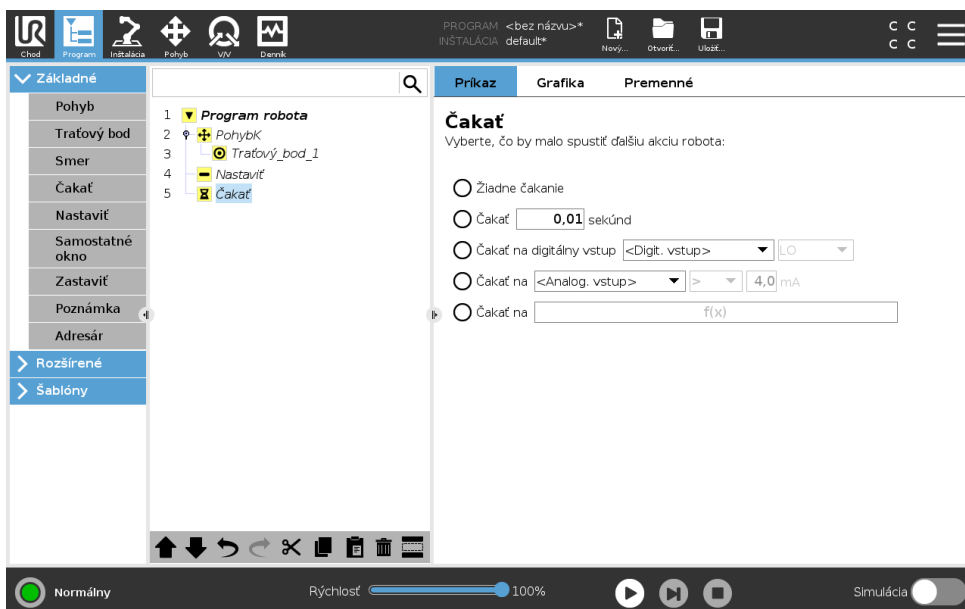 Chod
Program
Inštalácia
Pohyb
V/V
Denník
PROGRAM <bez názvu>*
INŠTALÁCIA default*
Nový...
Otvoriť...
Uložiť...
C C
C C
Základné
Pohyb
Traťový bod
Smer
Čakať
Nastaviť
Samostatné
okno
Zastaviť
Poznámka
Adresár
Rozšírené
Šablóny
1 Program robota
2 PohybK
3 Traťový_bod_1
4 Nastaviť
5 Čakať
Príkaz Grafika Premenné
Čakať
Vyberte, čo by malo spustiť ďalšiu akciu robota:
Žiadne čakanie
Čakať 0,01 sekúnd
Čakať na digitálny vstup <Digit. vstup> LO
Čakať na <Analog. vstup> > 4,0 mA
Čakať na f(x)
Normálny
Rýchlosť 100%
Simulácia